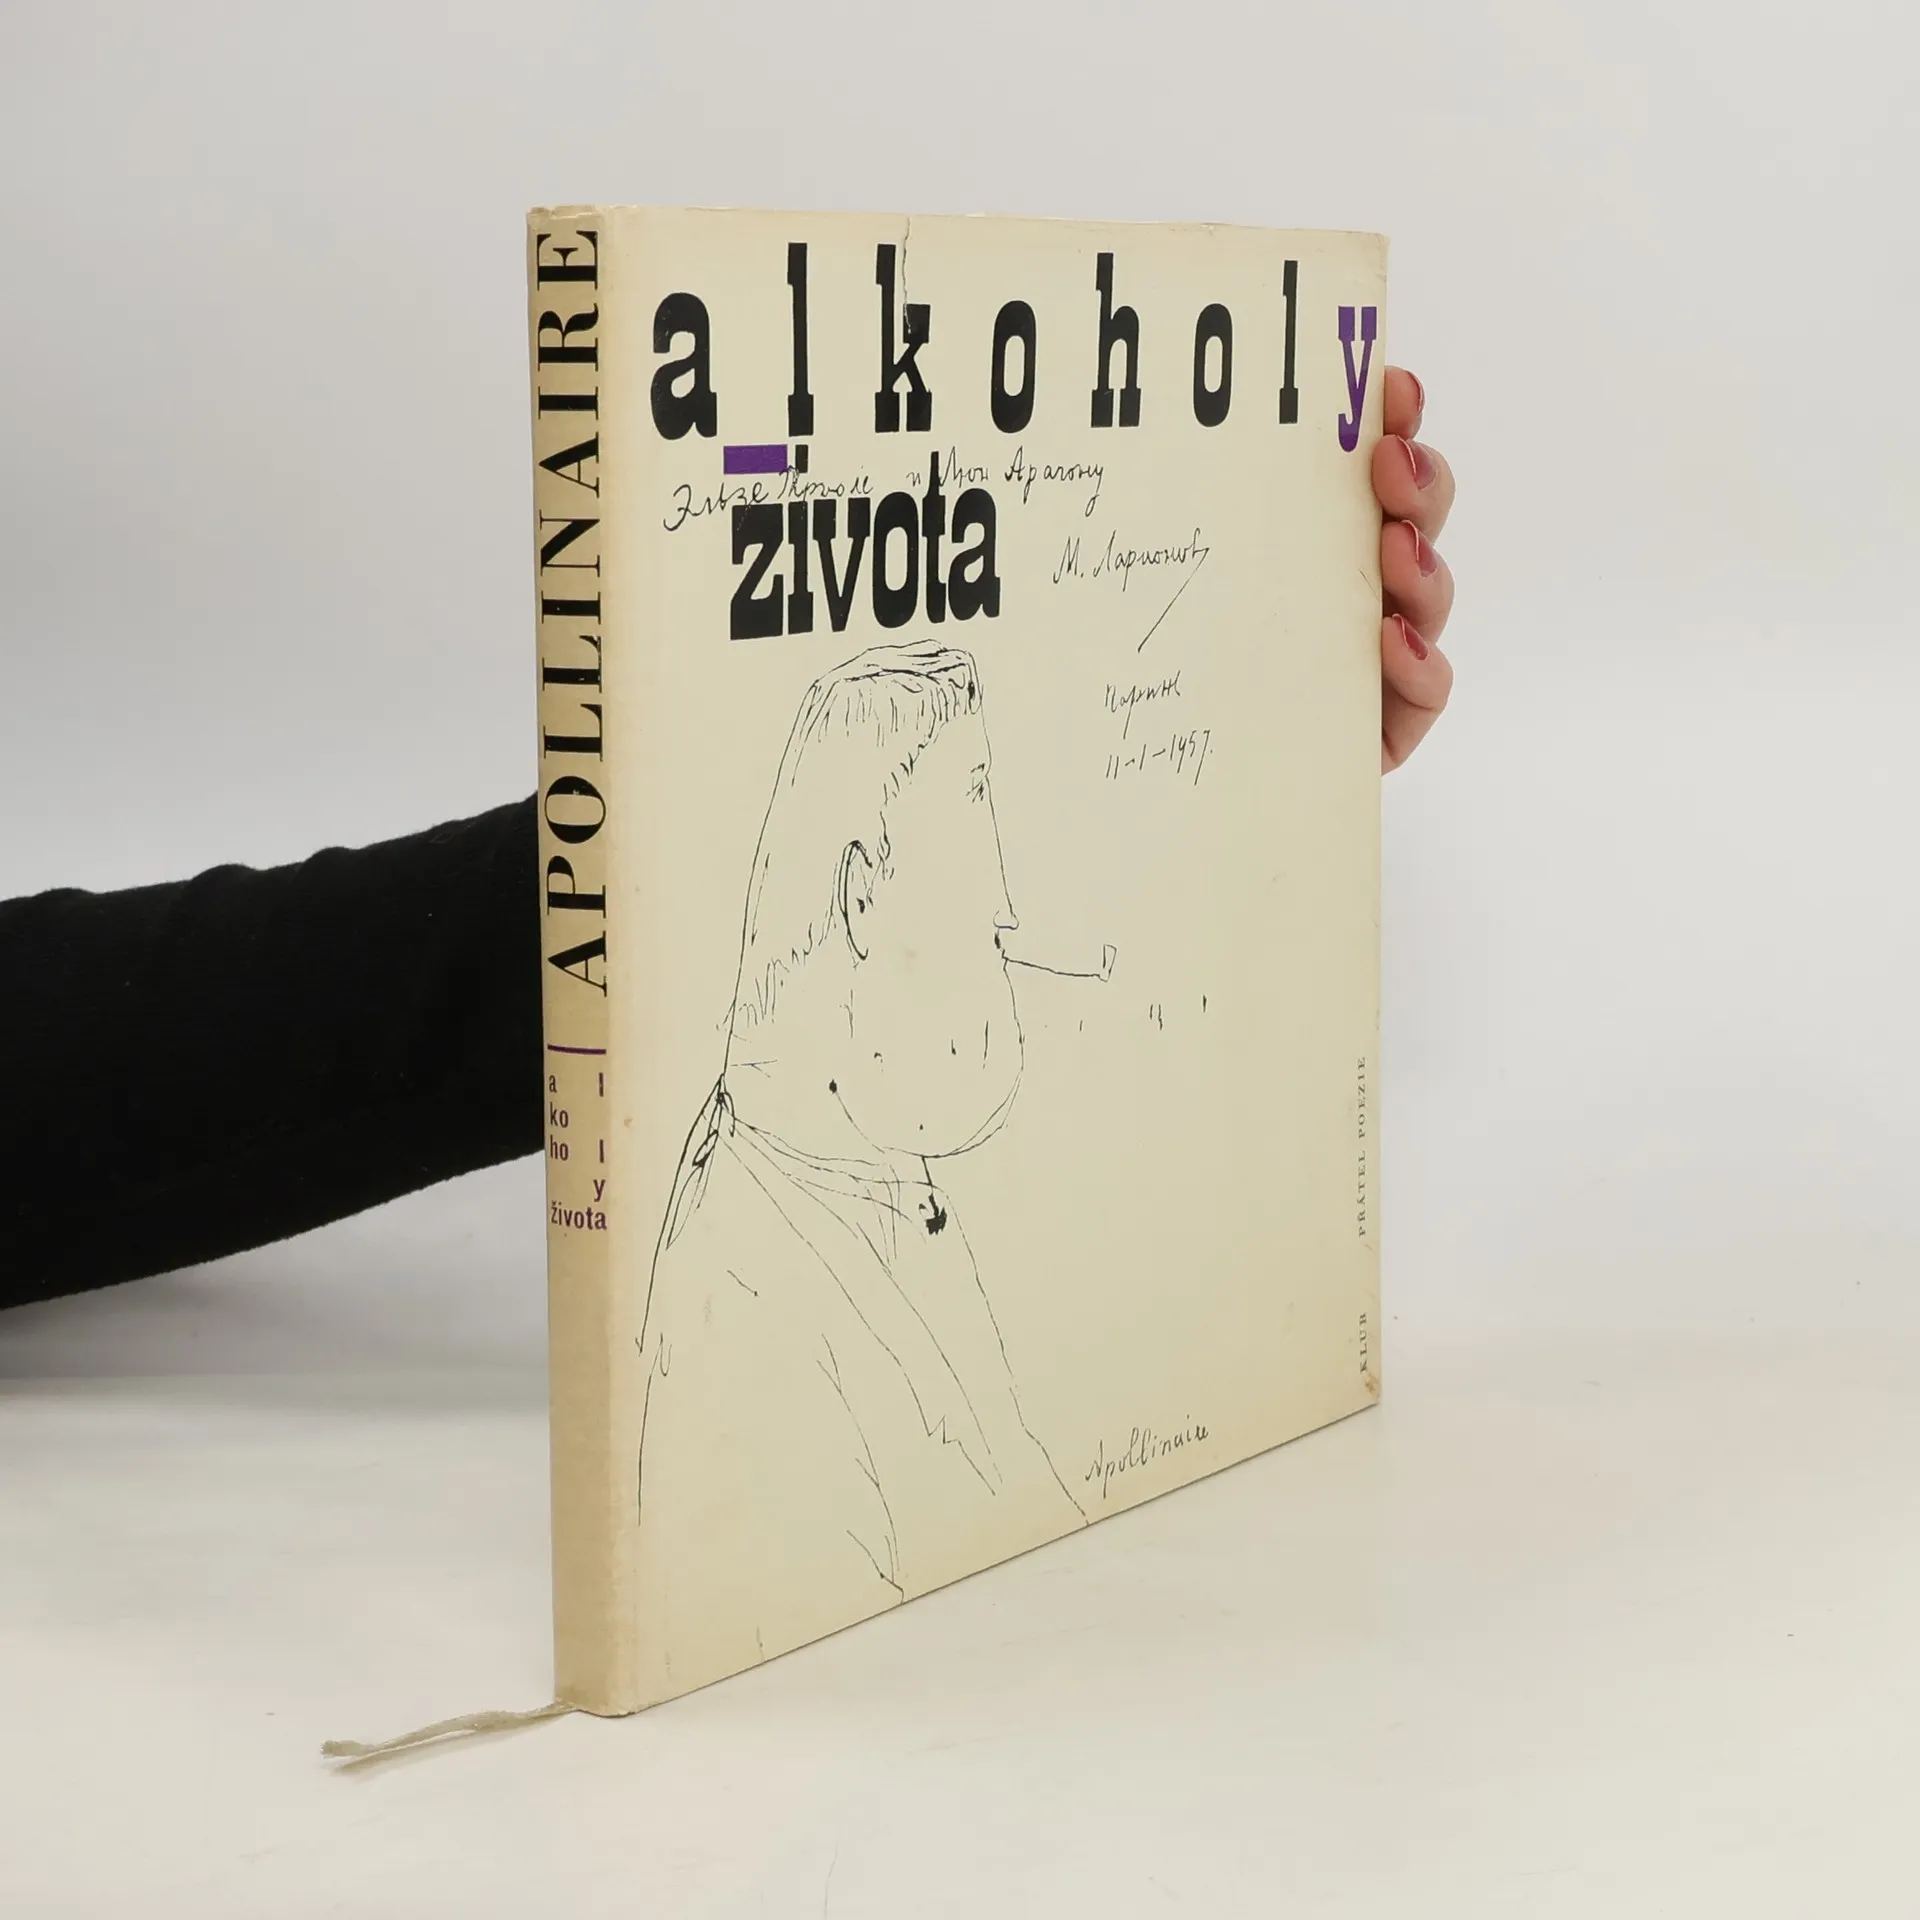 APOLLINAIRE
a l
ko
ho l
y
života
alkoholy
Эльзе Триоле и Луи Арагону
života
М. Ларионов
Париж
11-1-1957.
KLUB PŘÁTEL POEZIE
Apollinaire